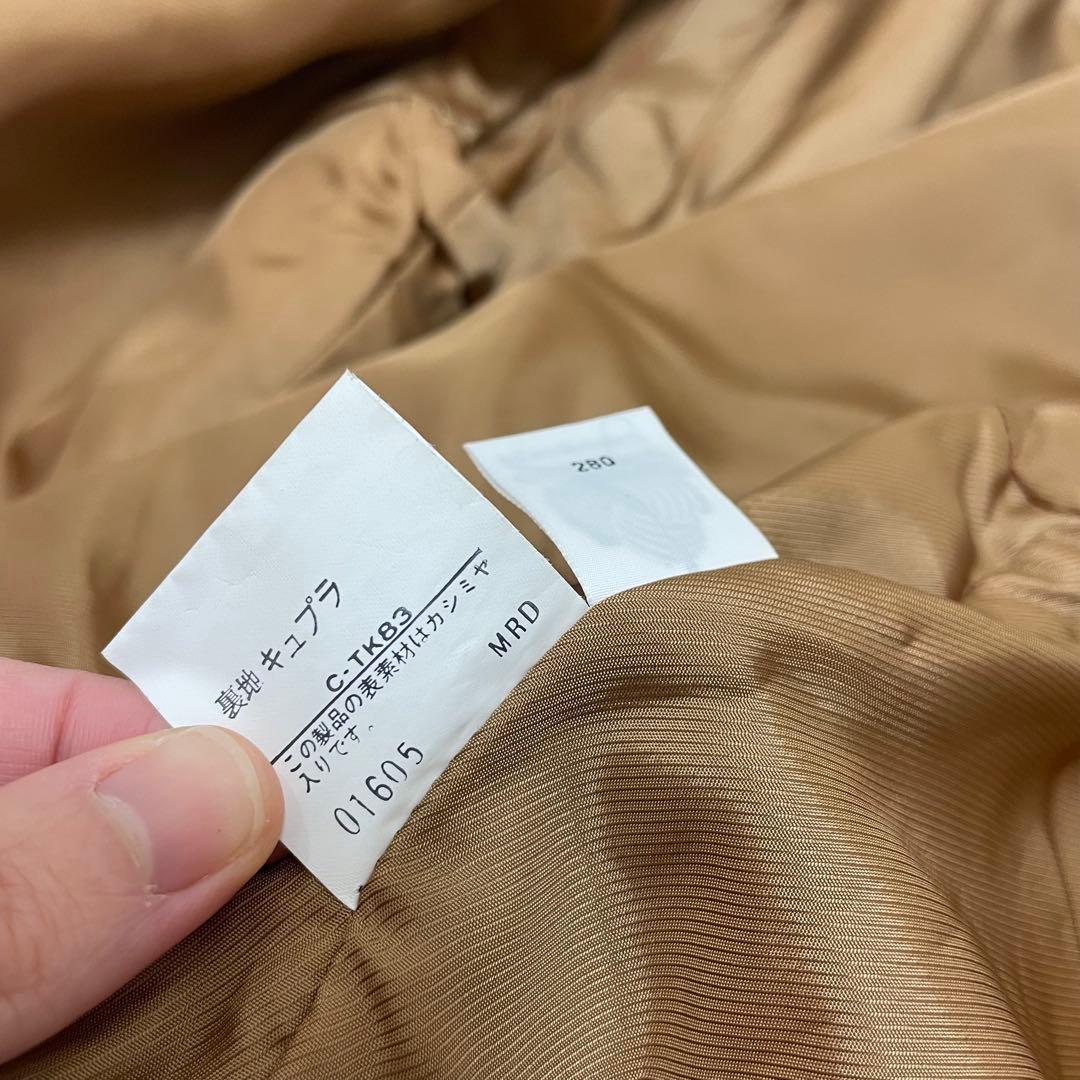 裏地 キュプラ
C-TK83
この製品の表素材はカシミヤ
入りです。
MRD
01605
280